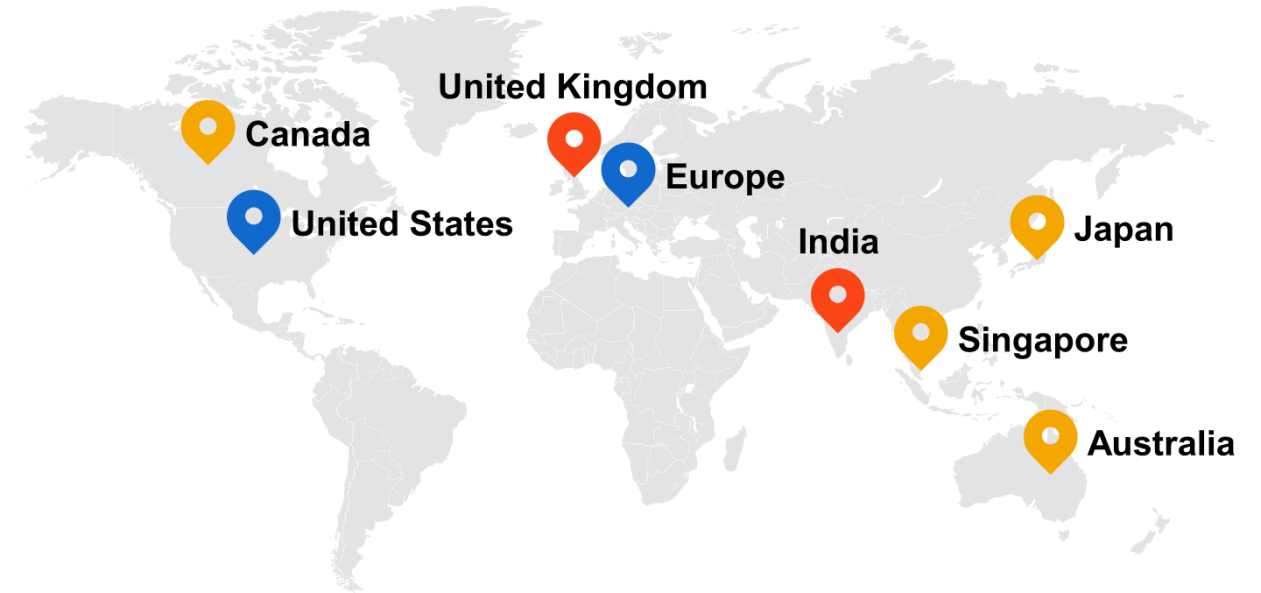 United Kingdom
Canada
Europe
United States
Japan
India
Singapore
Australia